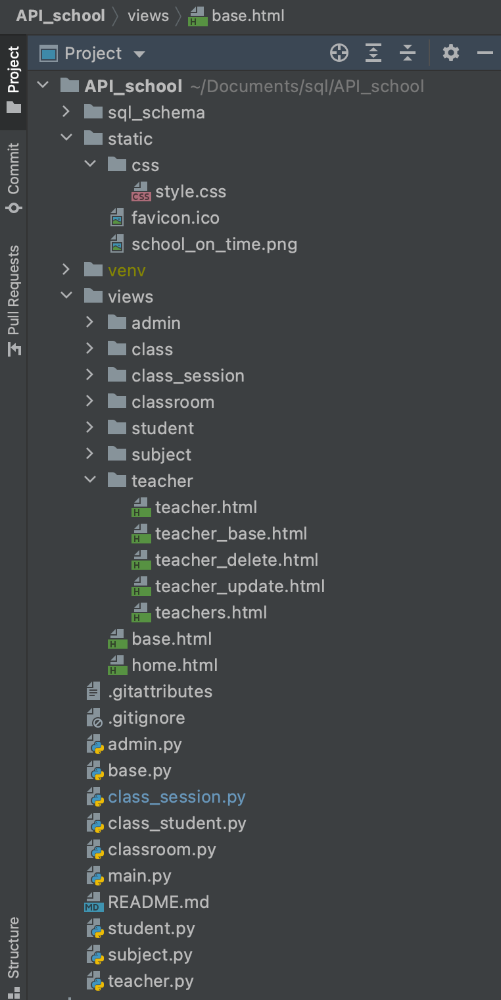 API_school views base.html
Project
Project
API_school ~/Documents/sql/API_school
sql_schema
static
Commit
css
CSS style.css
favicon.ico
school_on_time.png
Pull Requests
venv
views
admin
class
class_session
classroom
student
subject
teacher
H teacher.html
H teacher_base.html
H teacher_delete.html
H teacher_update.html
H teachers.html
H base.html
H home.html
.gitattributes
.gitignore
admin.py
base.py
class_session.py
class_student.py
classroom.py
main.py
MD README.md
Structure
student.py
subject.py
teacher.py